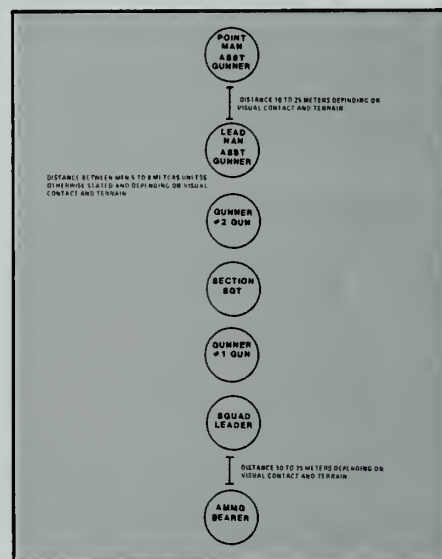 POINT
MAN
ASST
GUNNER
DISTANCE 10 TO 25 METERS DEPENDING ON
VISUAL CONTACT AND TERRAIN
LEAD
MAN
ASST
GUNNER
DISTANCE BETWEEN MEN 5 TO 8 METERS UNLESS
OTHERWISE STATED AND DEPENDING ON VISUAL
CONTACT AND TERRAIN
GUNNER
#2 GUN
SECTION
SGT
GUNNER
#1 GUN
SQUAD
LEADER
DISTANCE 10 TO 25 METERS DEPENDING ON
VISUAL CONTACT AND TERRAIN
AMMO
BEARER